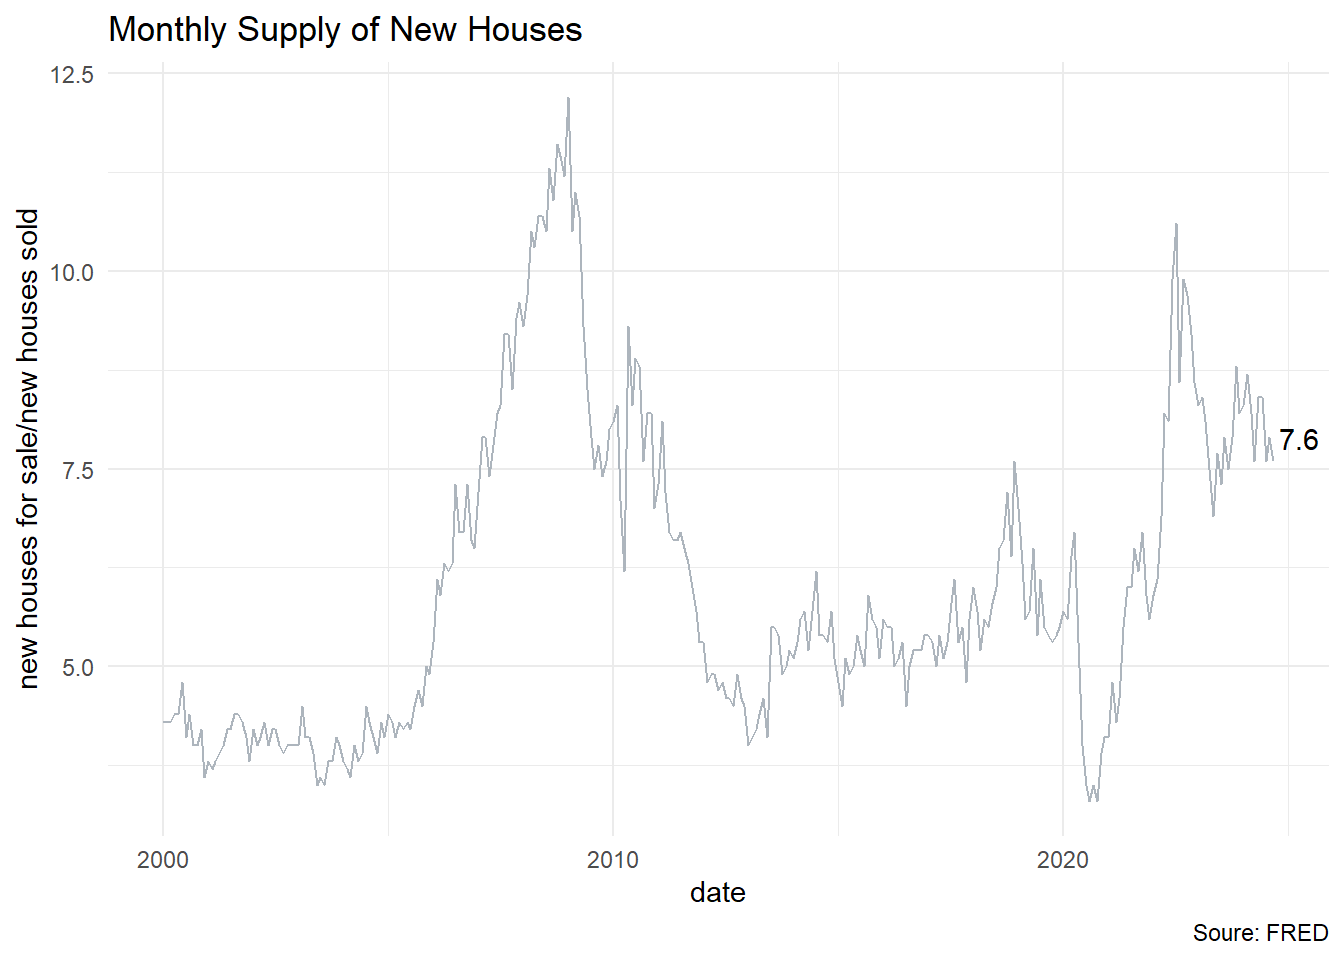 Monthly Supply of New Houses
new houses for sale/new houses sold
12.5
10.0
7.5
5.0
7.6
2000
2010
2020
date
Soure: FRED